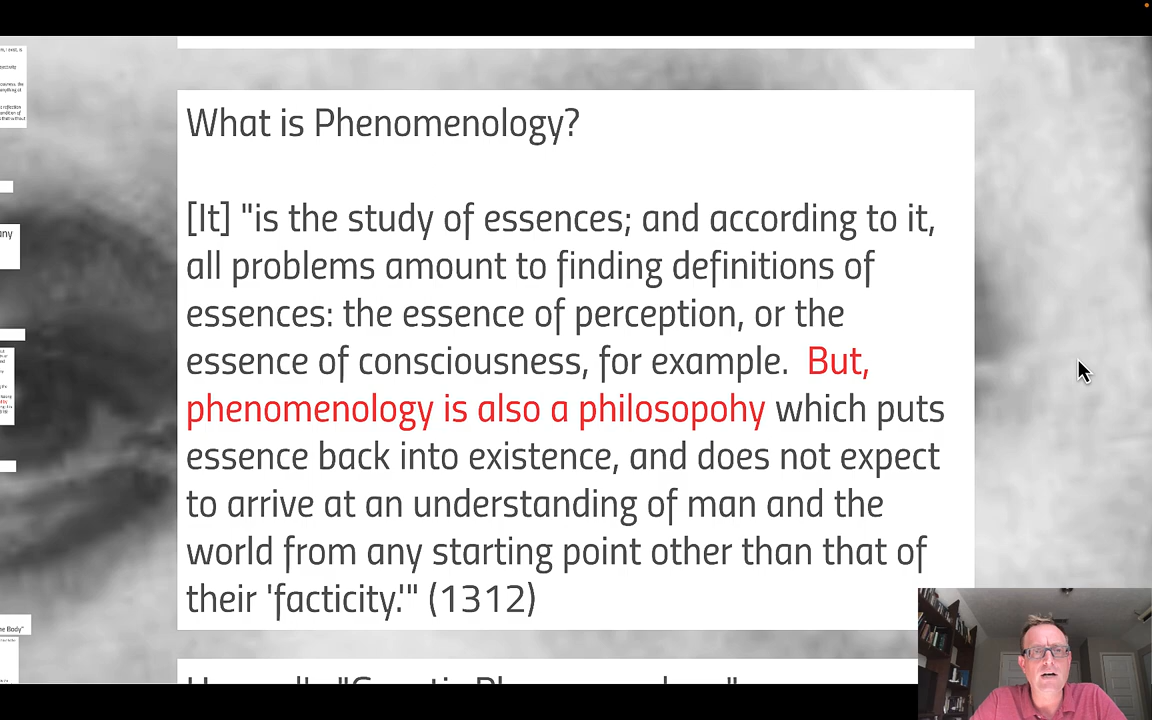 What is Phenomenology?
[It] "is the study of essences; and according to it,
all problems amount to finding definitions of
essences: the essence of perception, or the
essence of consciousness, for example. But,
phenomenology is also a philosopohy which puts
essence back into existence, and does not expect
to arrive at an understanding of man and the
world from any starting point other than that of
their 'facticity.'" (1312)